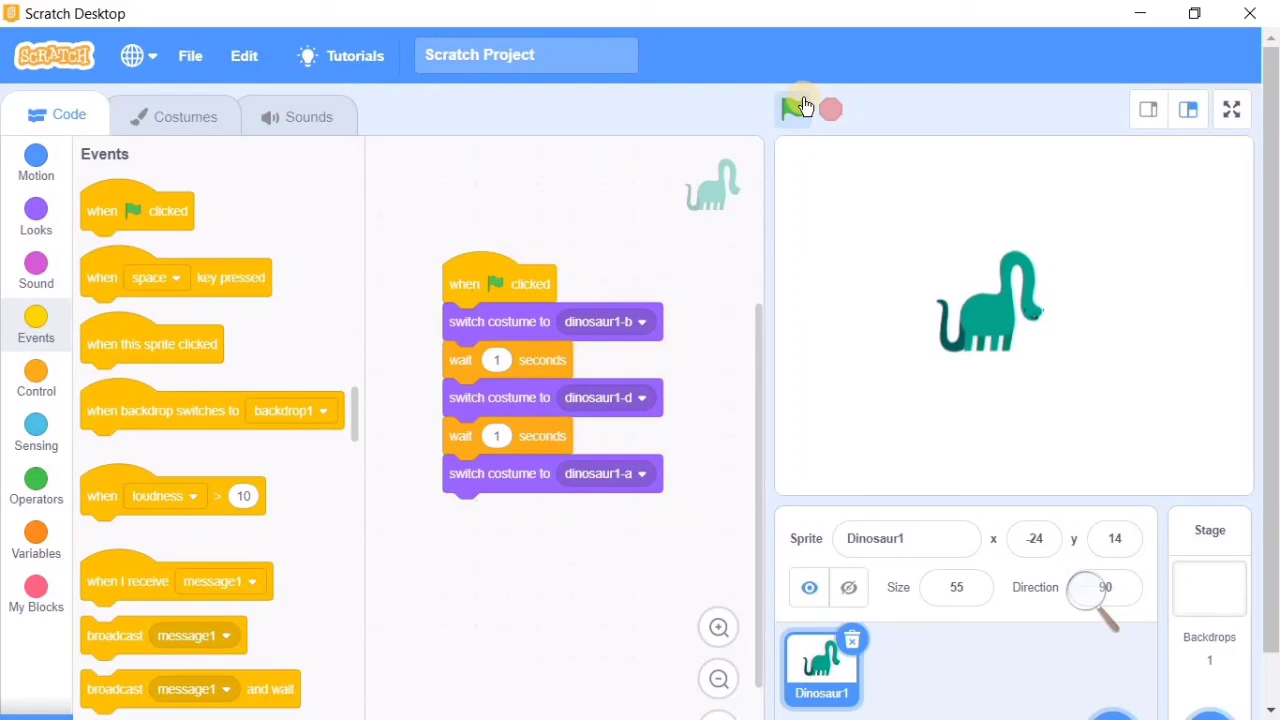 Scratch Desktop
SCRATCH
File
Edit
Tutorials
Scratch Project
Code
Costumes
Sounds
Motion
Looks
Sound
Events
Control
Sensing
Operators
Variables
My Blocks
Events
when clicked
when space key pressed
when this sprite clicked
when backdrop switches to backdrop1
when loudness > 10
when I receive message1
broadcast message1
broadcast message1 and wait
when clicked
switch costume to dinosaur1-b
wait 1 seconds
switch costume to dinosaur1-d
wait 1 seconds
switch costume to dinosaur1-a
Sprite Dinosaur1 x -24 y 14
Size 55 Direction 90
Dinosaur1
Stage
Backdrops
1